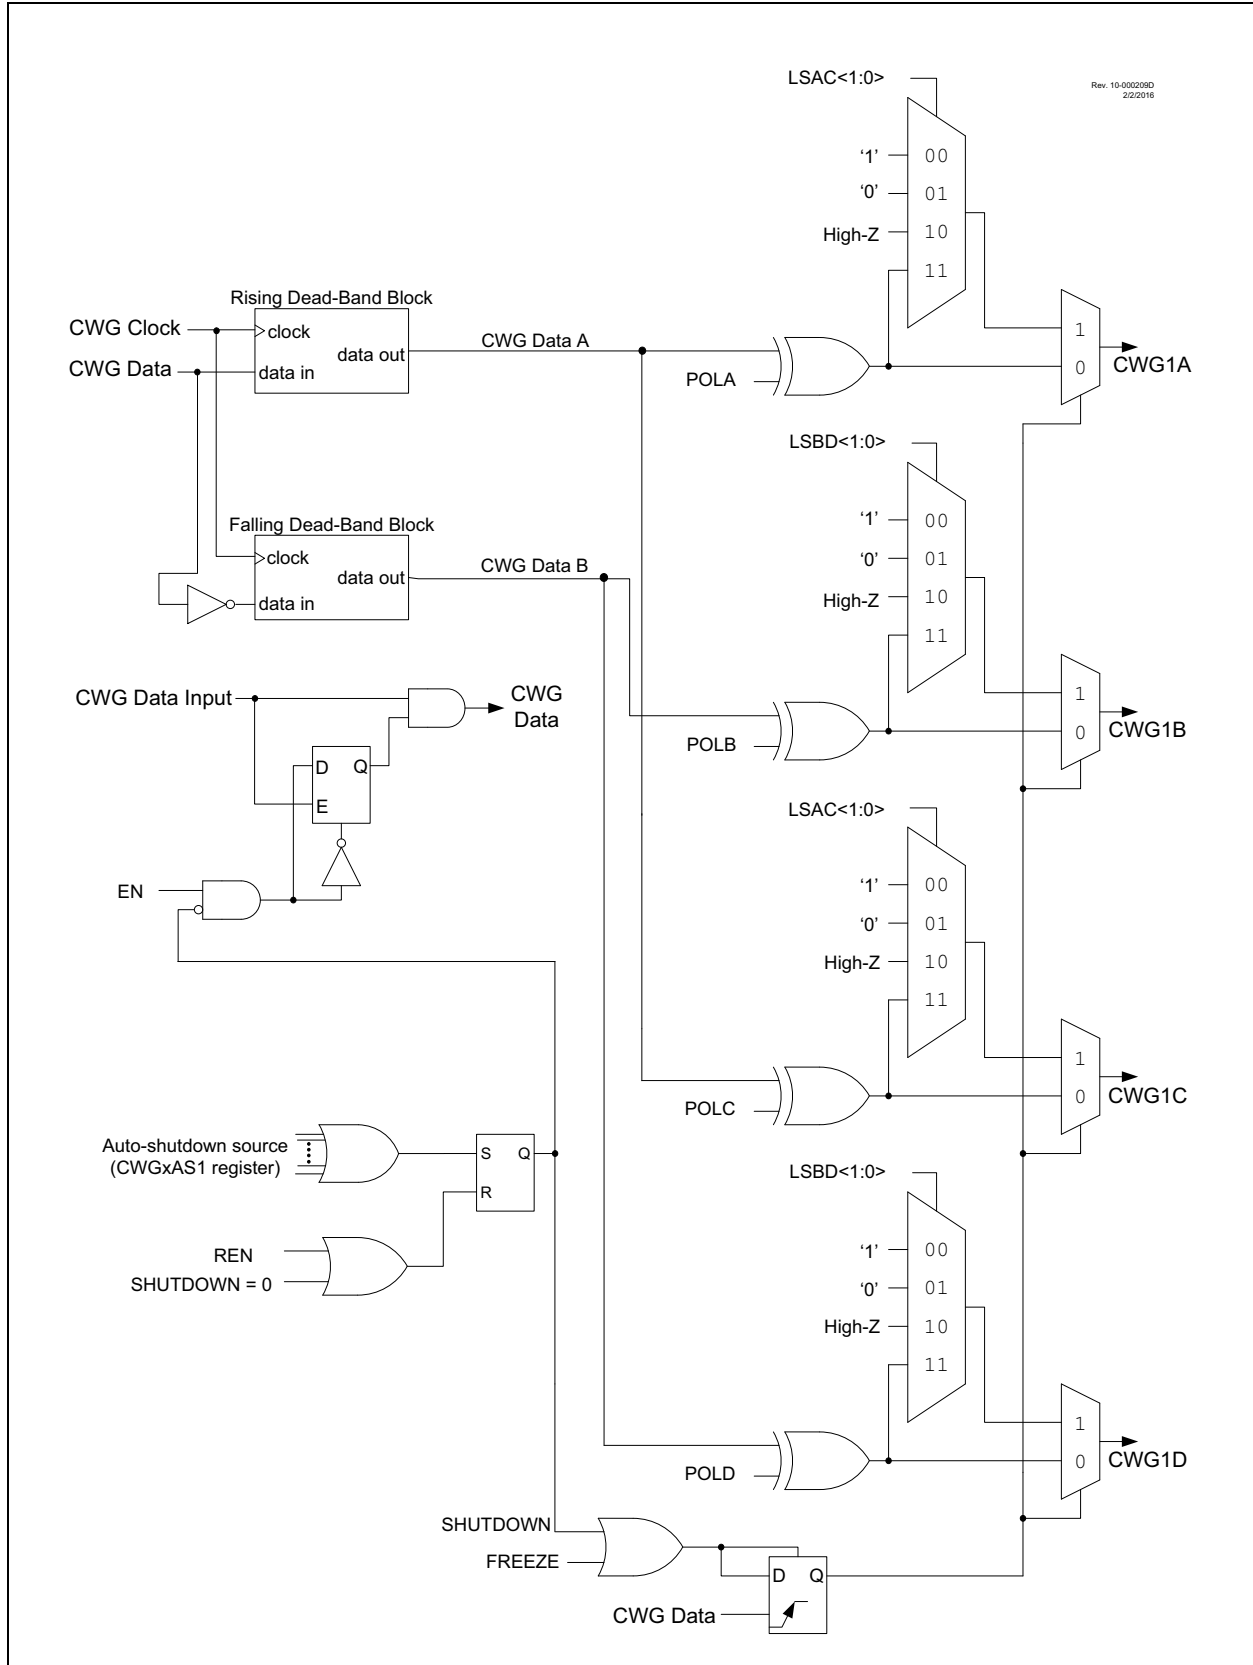 LSAC<1:0>
Rev. 10-000209D
2/2/2016
‘1’ 00
‘0’ 01
High-Z 10
11
Rising Dead-Band Block
CWG Clock
clock
data out
CWG Data
data in
CWG Data A
POLA
1
0
CWG1A
LSBD<1:0>
‘1’ 00
‘0’ 01
High-Z 10
11
Falling Dead-Band Block
clock
data out
data in
CWG Data B
POLB
1
0
CWG1B
CWG Data Input
CWG
Data
D Q
E
EN
LSAC<1:0>
‘1’ 00
‘0’ 01
High-Z 10
11
POLC
1
0
CWG1C
Auto-shutdown source
(CWGxAS1 register)
S Q
R
REN
SHUTDOWN = 0
LSBD<1:0>
‘1’ 00
‘0’ 01
High-Z 10
11
POLD
1
0
CWG1D
SHUTDOWN
FREEZE
D Q
CWG Data